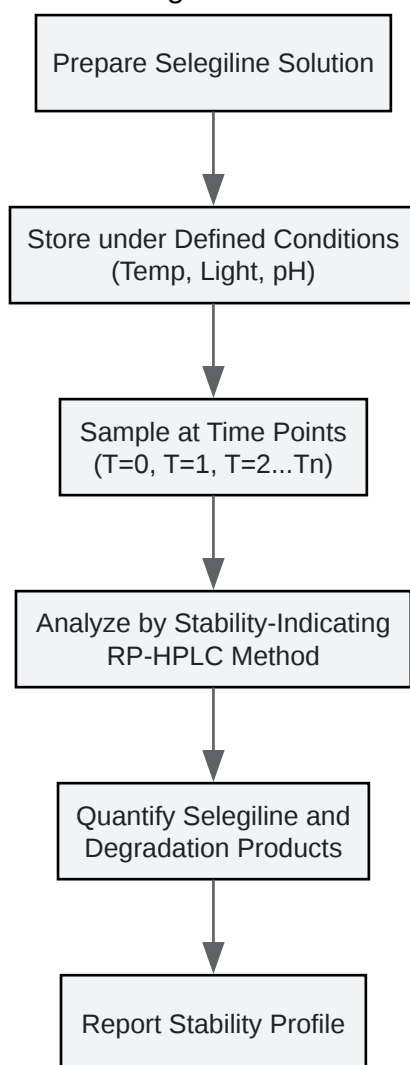 Prepare Selegiline Solution
Store under Defined Conditions
(Temp, Light, pH)
Sample at Time Points
(T=0, T=1, T=2...Tn)
Analyze by Stability-Indicating
RP-HPLC Method
Quantify Selegiline and
Degradation Products
Report Stability Profile